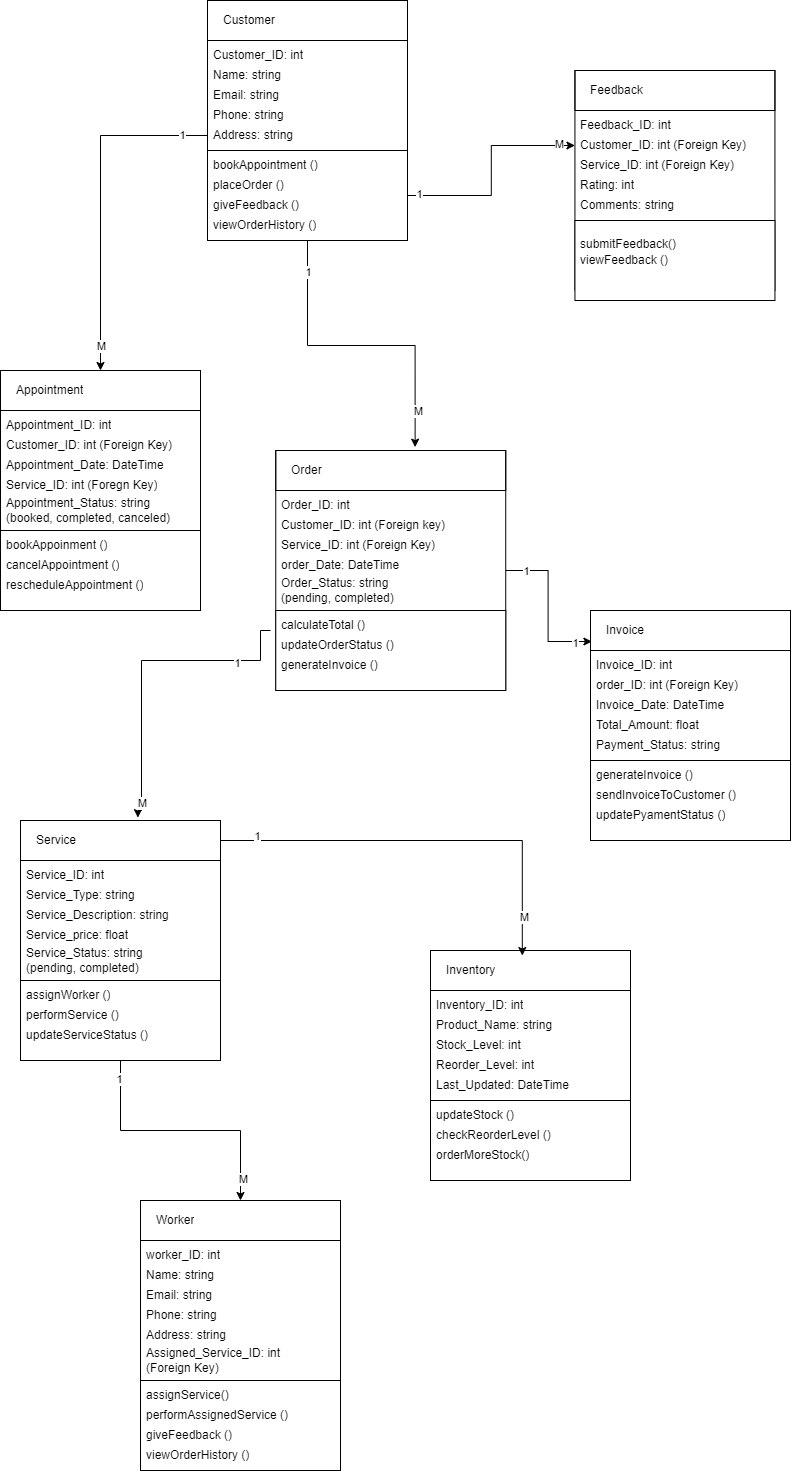 Customer
Customer_ID: int
Name: string
Email: string
Phone: string
Address: string
bookAppointment ()
placeOrder ()
giveFeedback ()
viewOrderHistory ()
1
1
1
M
Feedback
Feedback_ID: int
Customer_ID: int (Foreign Key)
Service_ID: int (Foreign Key)
Rating: int
Comments: string
submitFeedback()
viewFeedback ()
M
Appointment
Appointment_ID: int
Customer_ID: int (Foreign Key)
Appointment_Date: DateTime
Service_ID: int (Foregn Key)
Appointment_Status: string
(booked, completed, canceled)
bookAppoinment ()
cancelAppointment ()
rescheduleAppointment ()
M
Order
Order_ID: int
Customer_ID: int (Foreign key)
Service_ID: int (Foreign Key)
order_Date: DateTime
Order_Status: string
(pending, completed)
calculateTotal ()
updateOrderStatus ()
generateInvoice ()
1
1
Invoice
Invoice_ID: int
order_ID: int (Foreign Key)
Invoice_Date: DateTime
Total_Amount: float
Payment_Status: string
generateInvoice ()
sendInvoiceToCustomer ()
updatePyamentStatus ()
1
M
Service
Service_ID: int
Service_Type: string
Service_Description: string
Service_price: float
Service_Status: string
(pending, completed)
assignWorker ()
performService ()
updateServiceStatus ()
1
M
Inventory
Inventory_ID: int
Product_Name: string
Stock_Level: int
Reorder_Level: int
Last_Updated: DateTime
updateStock ()
checkReorderLevel ()
orderMoreStock()
1
M
Worker
worker_ID: int
Name: string
Email: string
Phone: string
Address: string
Assigned_Service_ID: int
(Foreign Key)
assignService()
performAssignedService ()
giveFeedback ()
viewOrderHistory ()